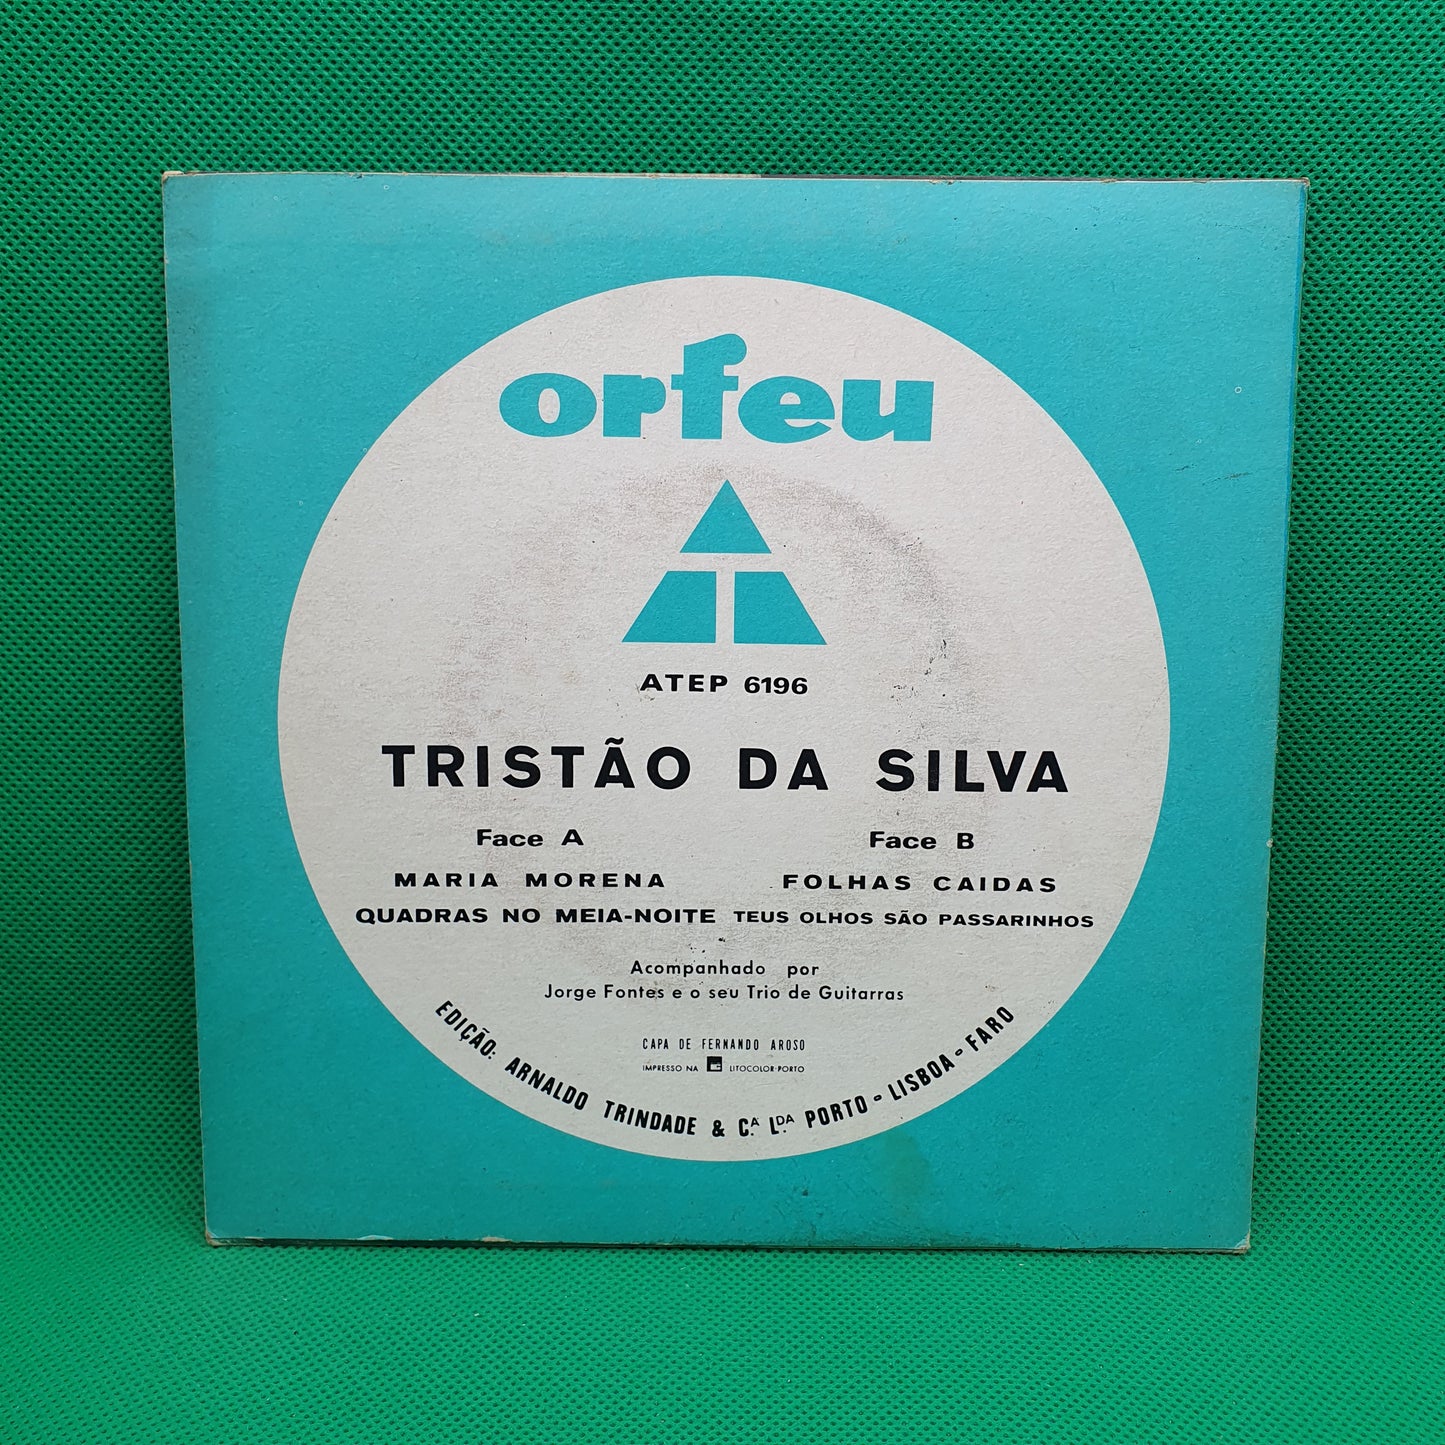 orfeu
ATEP 6196
TRISTÃO DA SILVA
Face A
MARIA MORENA
QUADRAS NO MEIA-NOITE
Face B
FOLHAS CAIDAS
TEUS OLHOS SÃO PASSARINHOS
Acompanhado por
Jorge Fontes e o seu Trio de Guitarras
CAPA DE FERNANDO AROSO
IMPRESSO NA LITOCOLOR-PORTO
EDIÇÃO: ARNALDO TRINDADE & C.A L.DA PORTO - LISBOA - FARO